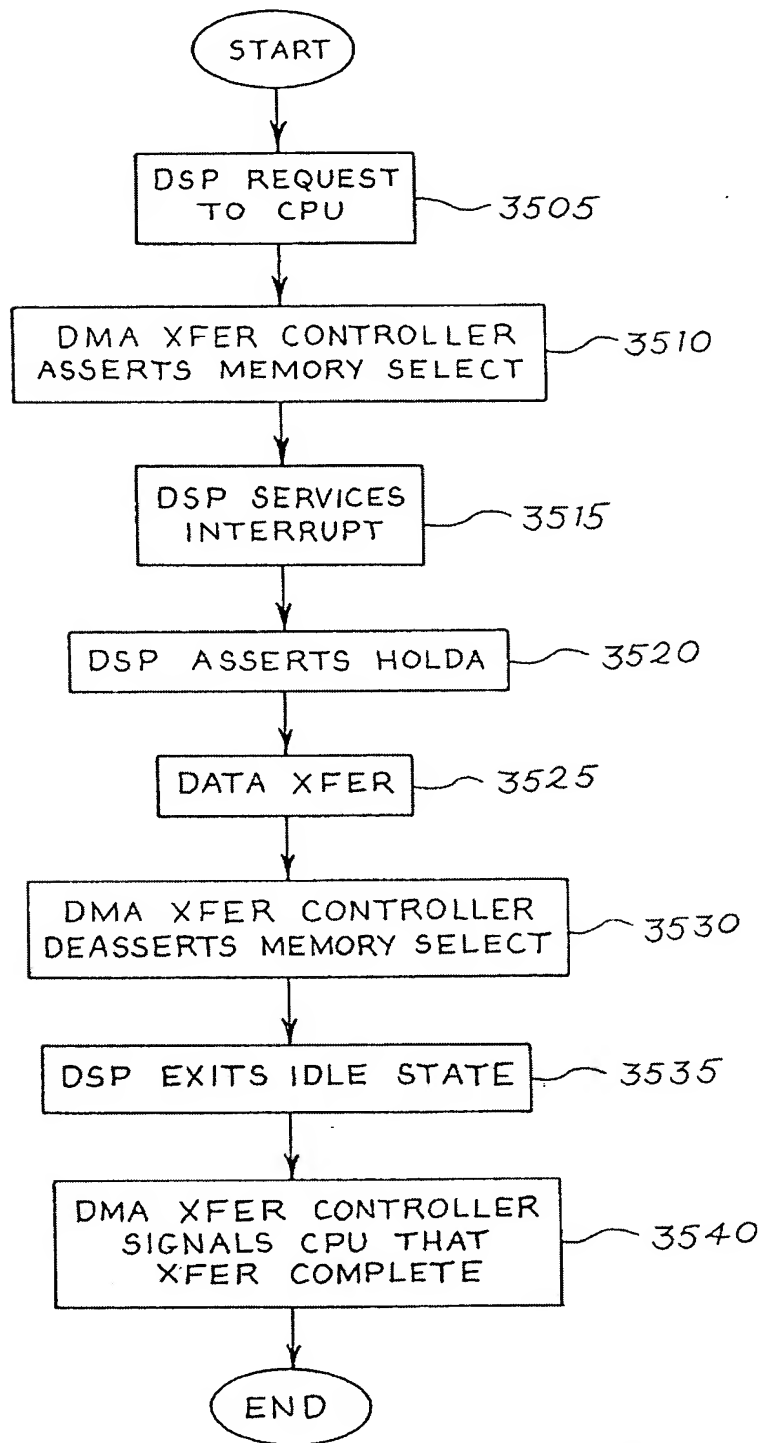 START
DSP REQUEST
TO CPU
3505
DMA XFER CONTROLLER
ASSERTS MEMORY SELECT
3510
DSP SERVICES
INTERRUPT
3515
DSP ASSERTS HOLDA
3520
DATA XFER
3525
DMA XFER CONTROLLER
DEASSERTS MEMORY SELECT
3530
DSP EXITS IDLE STATE
3535
DMA XFER CONTROLLER
SIGNALS CPU THAT
XFER COMPLETE
3540
END